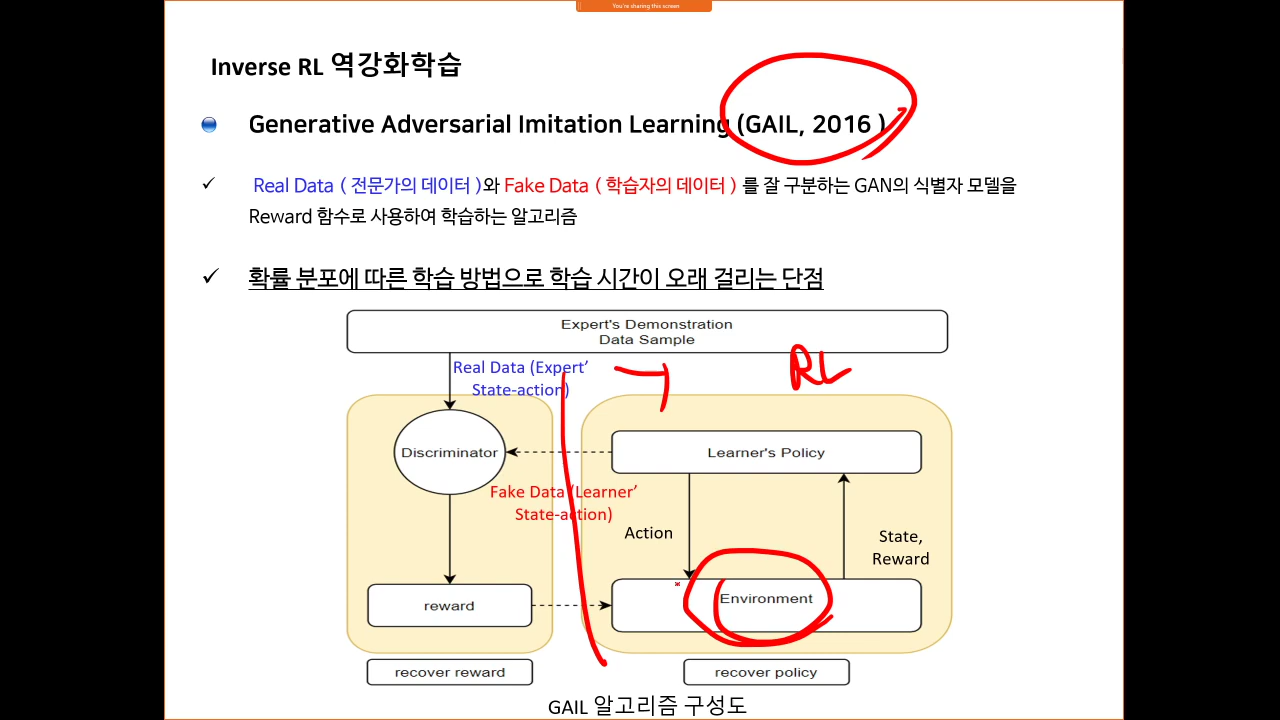 You're sharing this screen
Inverse RL 역강화학습
Generative Adversarial Imitation Learning (GAIL, 2016 )
Real Data ( 전문가의 데이터 )와 Fake Data ( 학습자의 데이터 ) 를 잘 구분하는 GAN의 식별자 모델을
Reward 함수로 사용하여 학습하는 알고리즘
확률 분포에 따른 학습 방법으로 학습 시간이 오래 걸리는 단점
Expert's Demonstration
Data Sample
RL
Real Data (Expert’
State-action)
Discriminator
Learner's Policy
Fake Data (Learner’
State-action)
Action
State,
Reward
reward
Environment
recover reward
recover policy
GAIL 알고리즘 구성도